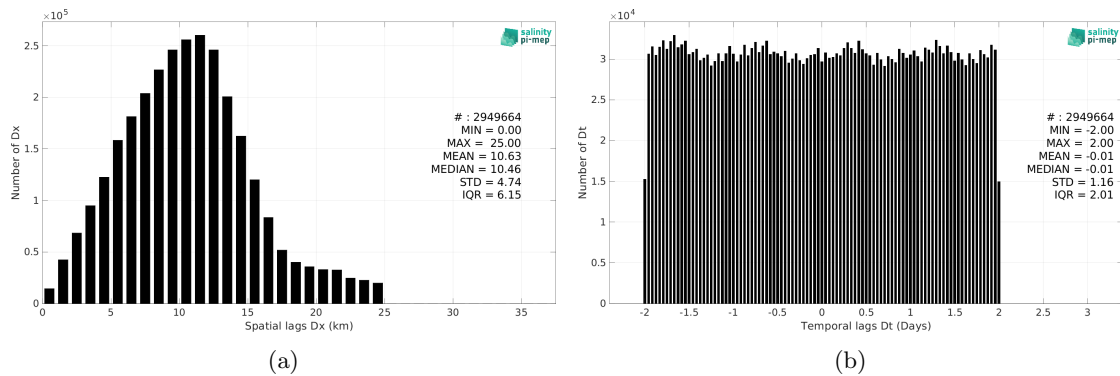 ×10⁵
2.5
2
1.5
1
0.5
0
Number of Dx
0 5 10 15 20 25 30 35
Spatial lags Dx (km)
salinity
pi-mep
# : 2949664
MIN = 0.00
MAX = 25.00
MEAN = 10.63
MEDIAN = 10.46
STD = 4.74
IQR = 6.15
(a)
×10⁴
3
2.5
2
1.5
1
0.5
0
Number of Dt
-2 -1.5 -1 -0.5 0 0.5 1 1.5 2 2.5 3
Temporal lags Dt (Days)
salinity
pi-mep
# : 2949664
MIN = -2.00
MAX = 2.00
MEAN = -0.01
MEDIAN = -0.01
STD = 1.16
IQR = 2.01
(b)